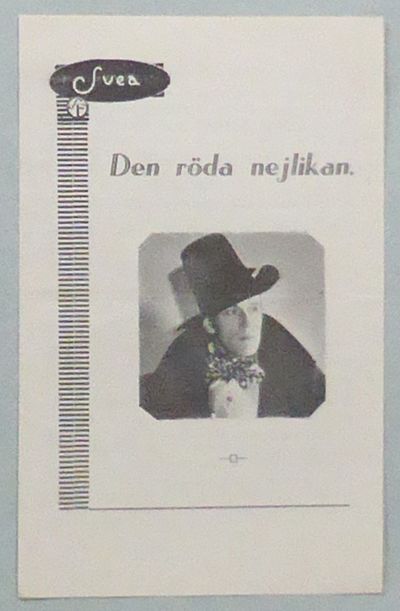 Svea
Den röda nejlikan.